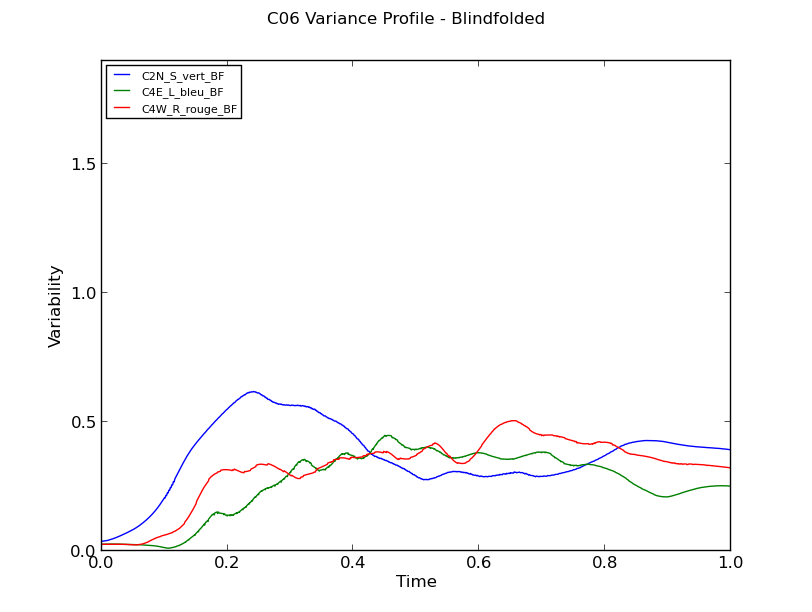 C06 Variance Profile - Blindfolded
C2N_S_vert_BF
C4E_L_bleu_BF
C4W_R_rouge_BF
1.5
1.0
0.5
0.0
Variability
0.0 0.2 0.4 0.6 0.8 1.0
Time